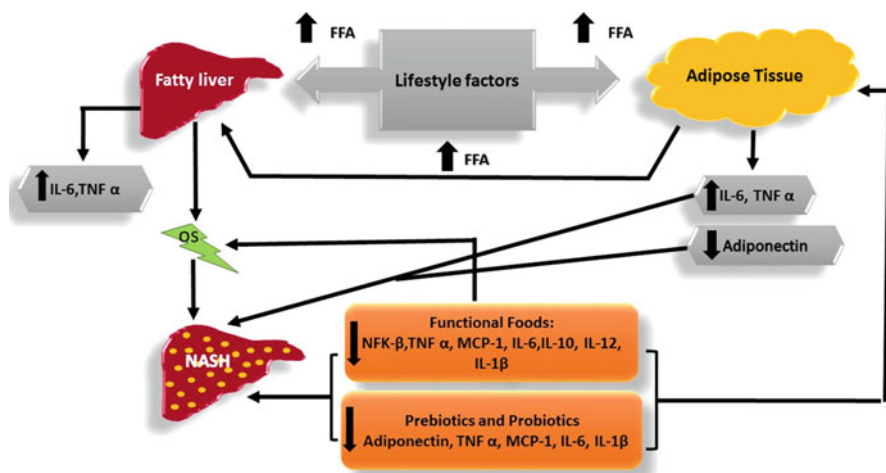 FFA
FFA
Fatty liver
Lifestyle factors
Adipose Tissue
FFA
IL-6,TNF α
IL-6, TNF α
OS
Adiponectin
Functional Foods:
NFK-β,TNF α, MCP-1, IL-6,IL-10, IL-12,
IL-1β
NASH
Prebiotics and Probiotics
Adiponectin, TNF α, MCP-1, IL-6, IL-1β